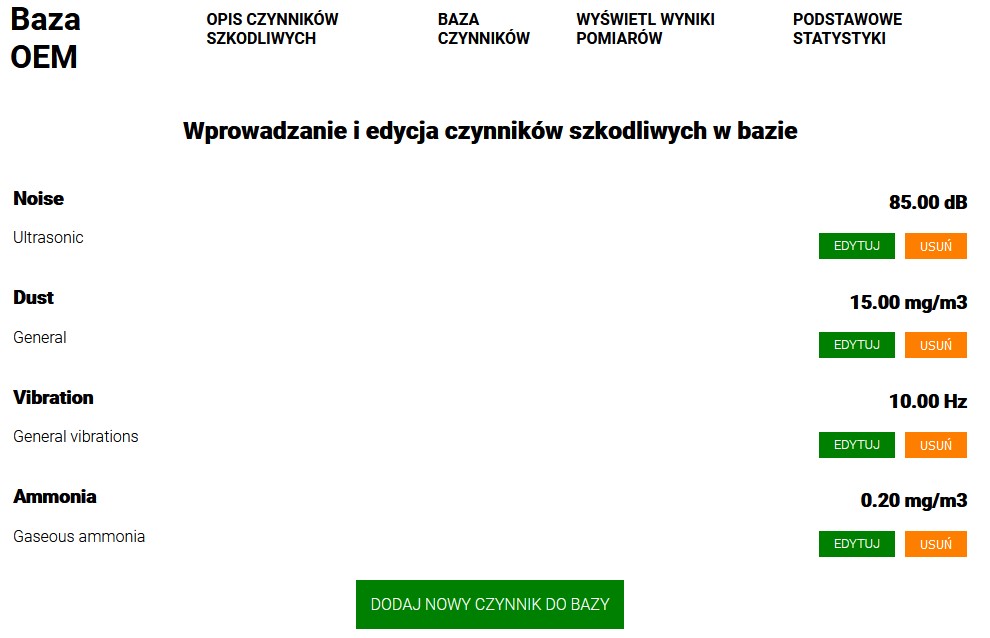 Baza
OEM
OPIS CZYNNIKÓW
SZKODLIWYCH
BAZA
CZYNNIKÓW
WYŚWIETL WYNIKI
POMIARÓW
PODSTAWOWE
STATYSTYKI
Wprowadzanie i edycja czynników szkodliwych w bazie
Noise
85.00 dB
Ultrasonic
EDYTUJ USUŃ
Dust
15.00 mg/m3
General
EDYTUJ USUŃ
Vibration
10.00 Hz
General vibrations
EDYTUJ USUŃ
Ammonia
0.20 mg/m3
Gaseous ammonia
EDYTUJ USUŃ
DODAJ NOWY CZYNNIK DO BAZY